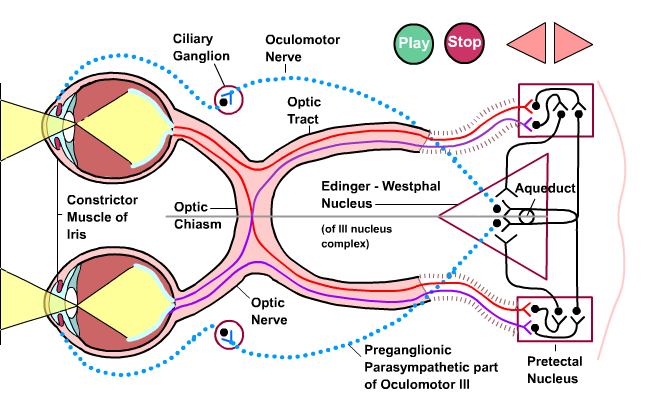 Ciliary
Ganglion
Oculomotor
Nerve
Play
Stop
Optic
Tract
Edinger - Westphal
Nucleus
(of III nucleus
complex)
Aqueduct
Constrictor
Muscle of
Iris
Optic
Chiasm
Optic
Nerve
Preganglionic
Parasympathetic part
of Oculomotor III
Pretectal
Nucleus